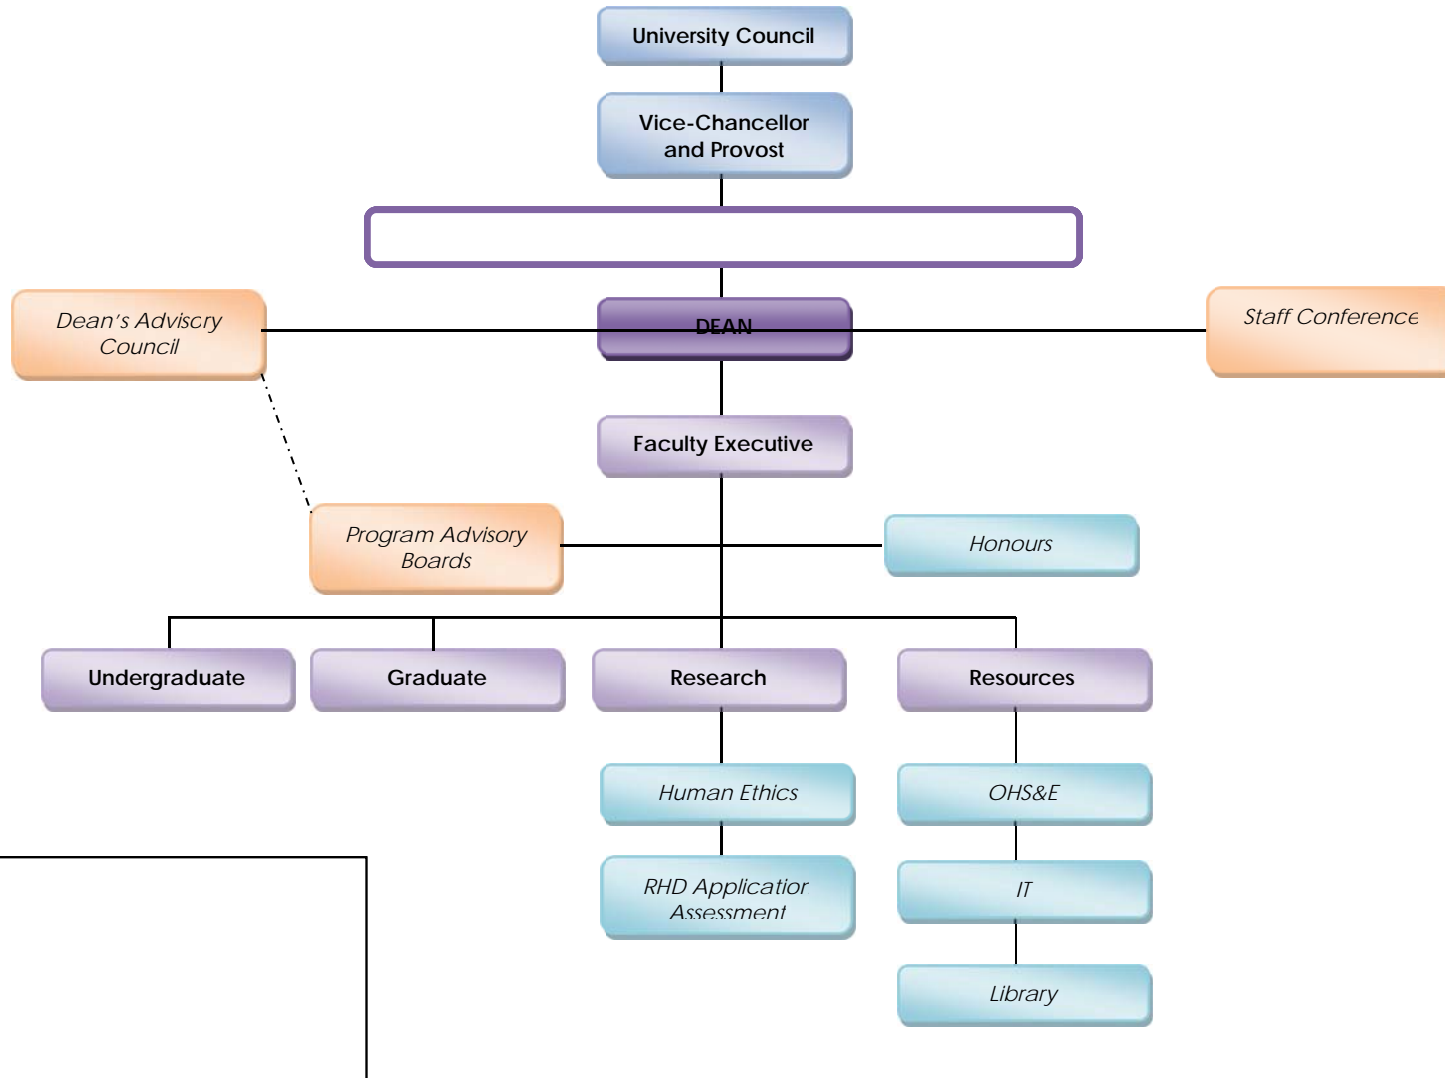 University Council
Vice-Chancellor
and Provost
DEAN
Dean's Advisory
Council
Staff Conference
Faculty Executive
Program Advisory
Boards
Honours
Undergraduate
Graduate
Research
Resources
Human Ethics
OHS&E
RHD Application
Assessment
IT
Library